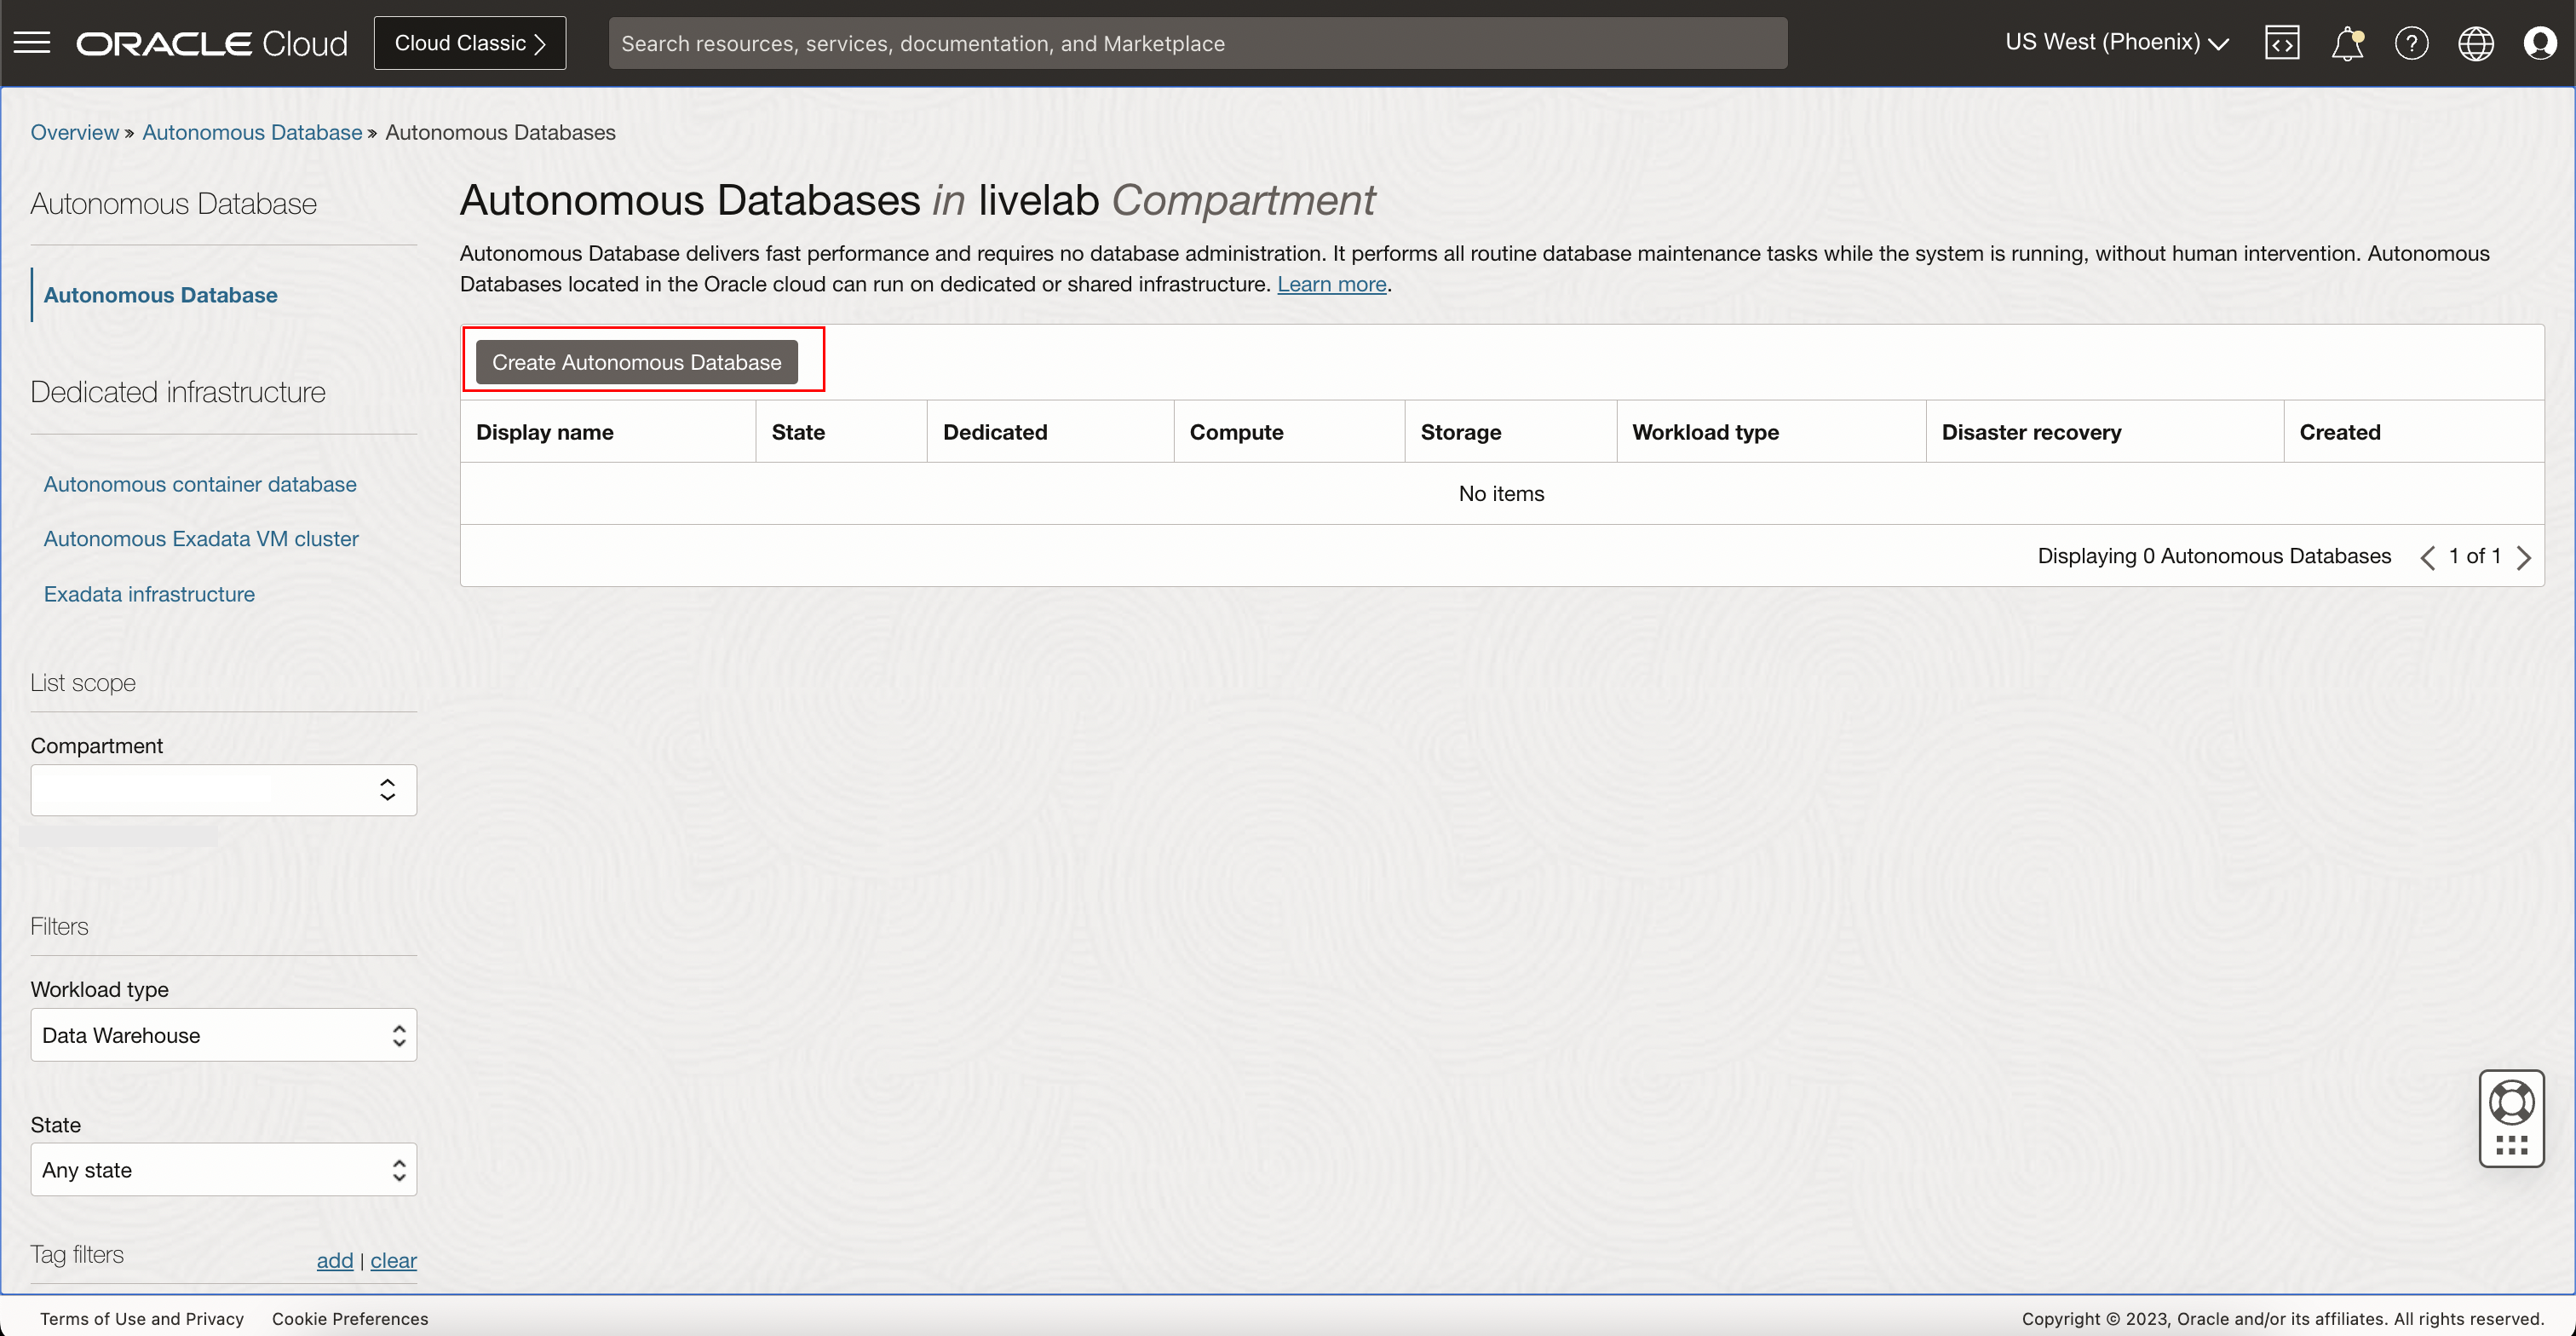 ORACLE Cloud
Cloud Classic
Search resources, services, documentation, and Marketplace
US West (Phoenix)
Overview » Autonomous Database » Autonomous Databases
Autonomous Database
Autonomous Database
Dedicated infrastructure
Autonomous container database
Autonomous Exadata VM cluster
Exadata infrastructure
List scope
Compartment
Filters
Workload type
Data Warehouse
State
Any state
Tag filters add | clear
Autonomous Databases in livelab Compartment
Autonomous Database delivers fast performance and requires no database administration. It performs all routine database maintenance tasks while the system is running, without human intervention. Autonomous
Databases located in the Oracle cloud can run on dedicated or shared infrastructure. Learn more.
Create Autonomous Database
Display name State Dedicated Compute Storage Workload type Disaster recovery Created
No items
Displaying 0 Autonomous Databases < 1 of 1 >
Terms of Use and Privacy Cookie Preferences
Copyright © 2023, Oracle and/or its affiliates. All rights reserved.